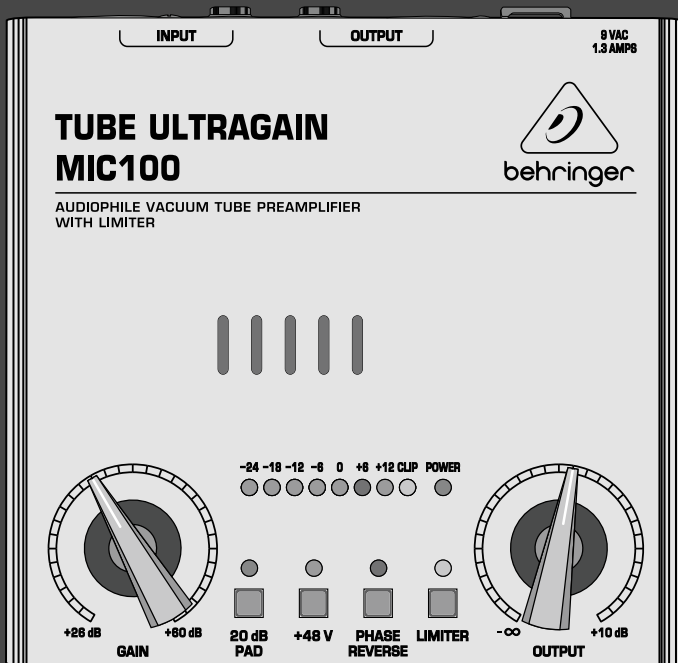 INPUT
OUTPUT
9 VAC
1.3 AMPS
TUBE ULTRAGAIN
MIC100
behringer
AUDIOPHILE VACUUM TUBE PREAMPLIFIER
WITH LIMITER
-24 -18 -12 -6 0 +6 +12 CLIP POWER
+26 dB
+60 dB
GAIN
20 dB
PAD
+48 V
PHASE
REVERSE
LIMITER
-∞
+10 dB
OUTPUT